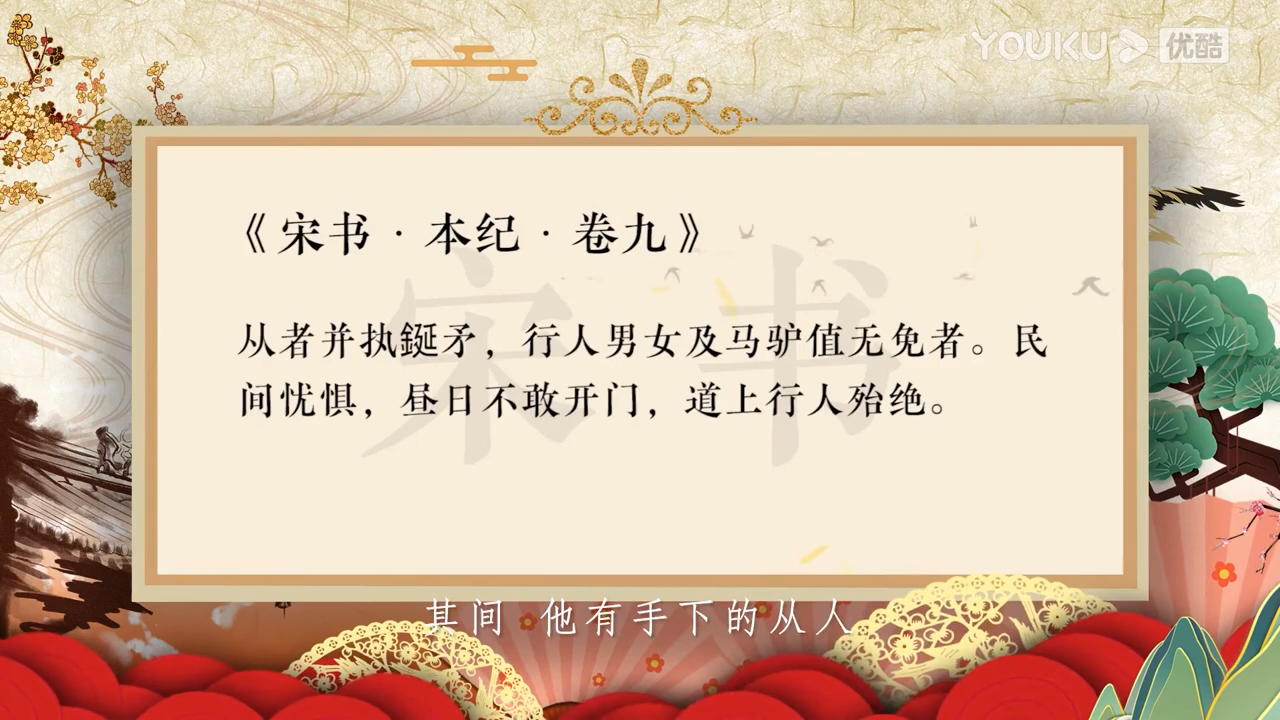 YOUKU 优酷
《宋书·本纪·卷九》
宋书
从者并执鋋矛，行人男女及马驴值无免者。民
间忧惧，昼日不敢开门，道上行人殆绝。
其间 他有手下的从人